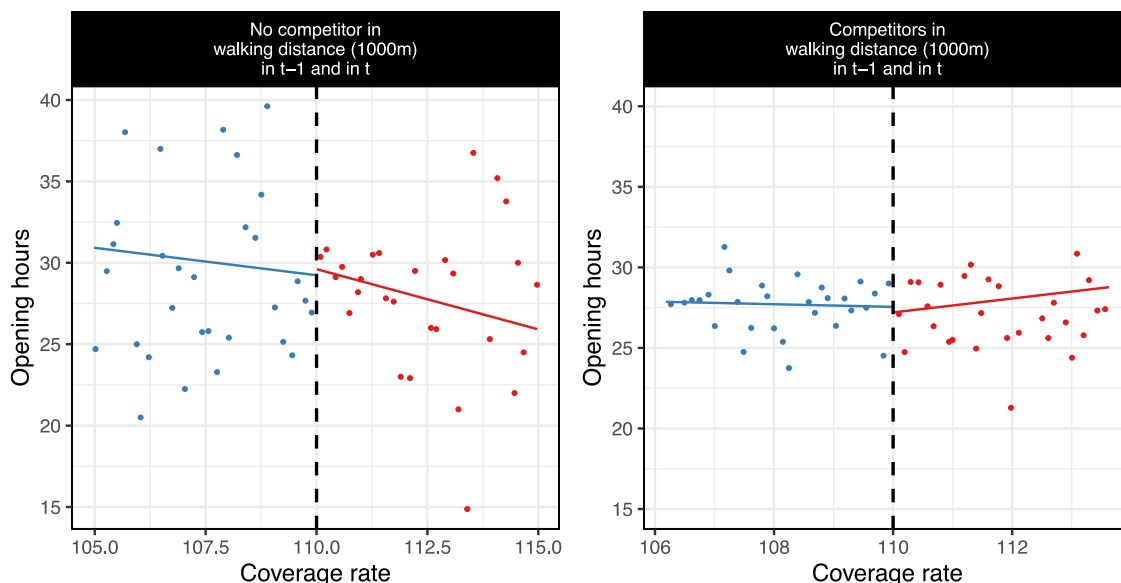 No competitor in
walking distance (1000m)
in t−1 and in t
Opening hours
40
35
30
25
20
15
105.0
107.5
110.0
112.5
115.0
Coverage rate
Competitors in
walking distance (1000m)
in t−1 and in t
Opening hours
40
35
30
25
20
15
106
108
110
112
Coverage rate